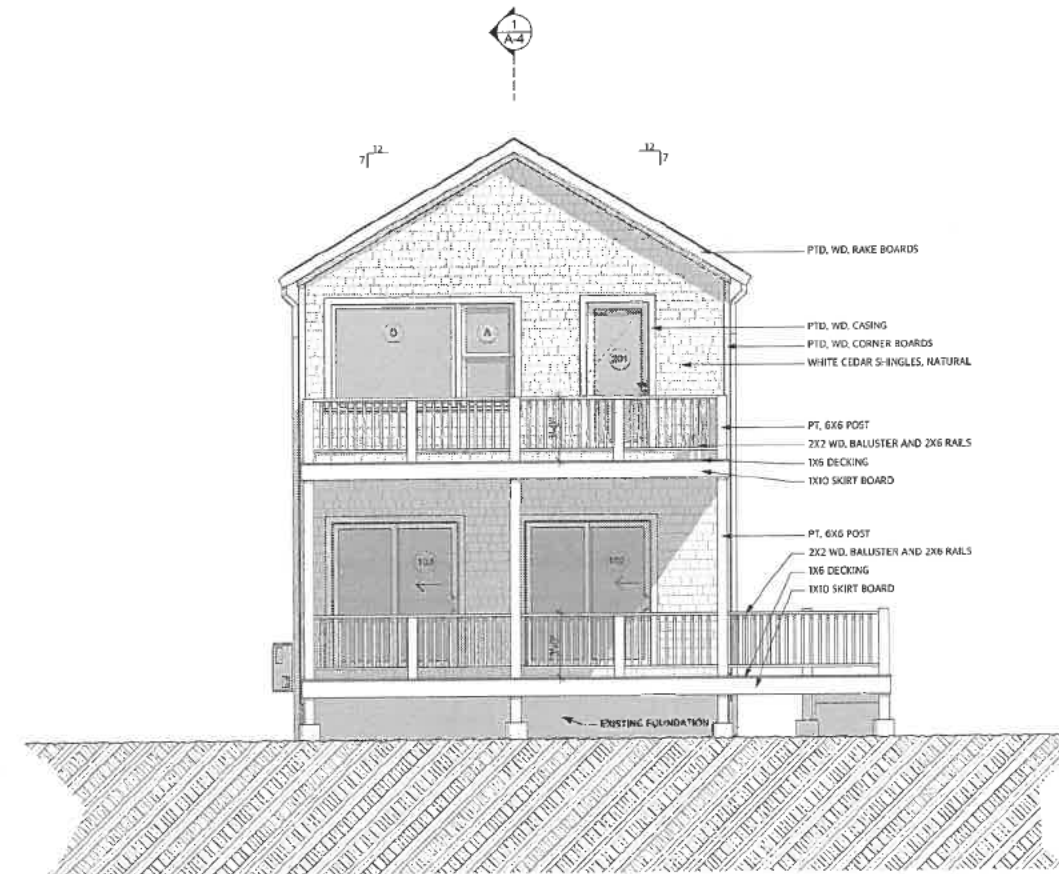 1
A-4
12
7
12
7
PTD. WD. RAKE BOARDS
PTD. WD. CASING
PTD. WD. CORNER BOARDS
WHITE CEDAR SHINGLES, NATURAL
A
201
PT. 6X6 POST
2X2 WD. BALUSTER AND 2X6 RAILS
1X6 DECKING
1X10 SKIRT BOARD
PT. 6X6 POST
2X2 WD. BALUSTER AND 2X6 RAILS
1X6 DECKING
1X10 SKIRT BOARD
EXISTING FOUNDATION